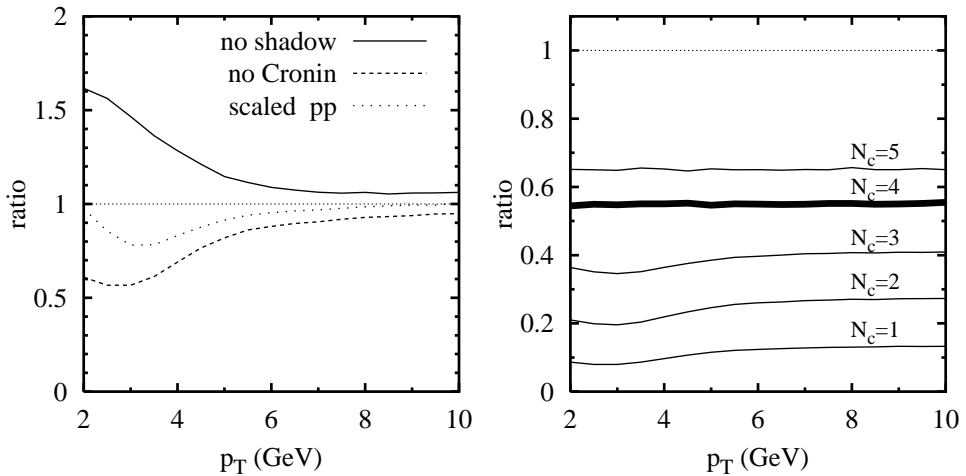 2
1.5
1
0.5
0
ratio
no shadow
no Cronin
scaled pp
2 4 6 8 10
p_T (GeV)
1
0.8
0.6
0.4
0.2
0
ratio
N_c=5
N_c=4
N_c=3
N_c=2
N_c=1
2 4 6 8 10
p_T (GeV)